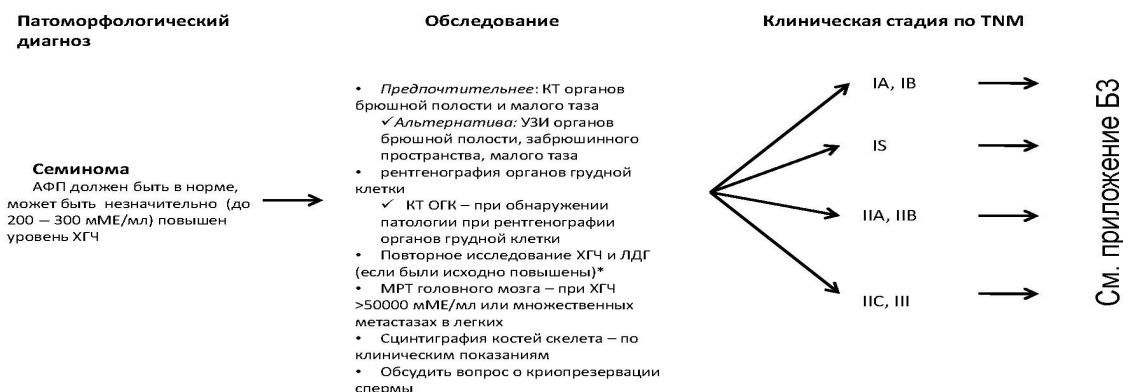 Патоморфологический
диагноз
Обследование
Клиническая стадия по TNM
Семинома
АФП должен быть в норме,
может быть незначительно (до
200 – 300 мМЕ/мл) повышен
уровень ХГЧ
• Предпочтительнее: КТ органов
брюшной полости и малого таза
✓Альтернатива: УЗИ органов
брюшной полости, забрюшинного
пространства, малого таза
• рентгенография органов грудной
клетки
✓ КТ ОГК – при обнаружении
патологии при рентгенографии
органов грудной клетки
• Повторное исследование ХГЧ и ЛДГ
(если были исходно повышены)*
• МРТ головного мозга – при ХГЧ
>50000 мМЕ/мл или множественных
метастазах в легких
• Сцинтиграфия костей скелета – по
клиническим показаниям
• Обсудить вопрос о криопрезервации
спермы
IA, IB
IS
IIA, IIB
IIC, III
См. приложение Б3